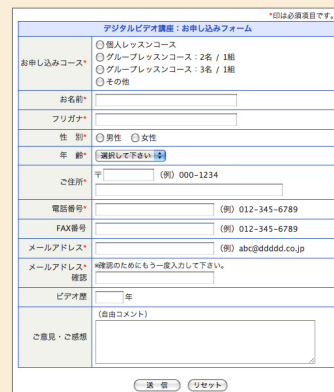 *印は必須項目です。
デジタルビデオ講座：お申し込みフォーム
お申し込みコース*
個人レッスンコース
グループレッスンコース：2名 / 1組
グループレッスンコース：3名 / 1組
その他
お名前*
フリガナ*
性 別* 男性 女性
年 齢* 選択して下さい
ご住所* 〒 (例) 000-1234
電話番号* (例) 012-345-6789
FAX番号 (例) 012-345-6789
メールアドレス* (例) abc@ddddd.co.jp
メールアドレス*
確認
*確認のためにもう一度入力して下さい。
ビデオ歴 年
ご意見・ご感想
(自由コメント)
送 信 リセット